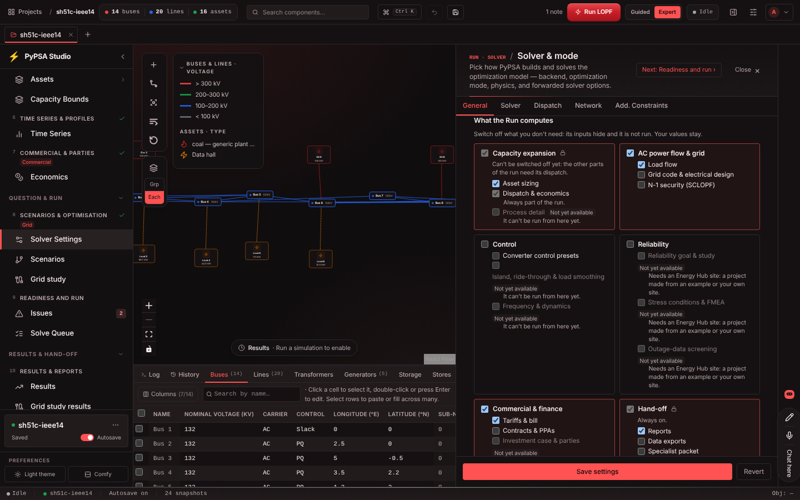 Projects / sh51c-ieee14
14 buses
20 lines
16 assets
Search components...
Ctrl K
1 note
Run LOPF
Guided
Expert
Idle
A
sh51c-ieee14
PyPSA Studio
Assets
Capacity Bounds
TIME SERIES & PROFILES
Time Series
COMMERCIAL & PARTIES
Commercial
Economics
QUESTION & RUN
SCENARIOS & OPTIMISATION
Grid
Solver Settings
Scenarios
Grid study
READINESS AND RUN
Issues
2
Solve Queue
RESULTS & HAND-OFF
RESULTS & REPORTS
Results
Grid study results
sh51c-ieee14
Saved
Autosave
PREFERENCES
Light theme
Comfy
Grp
Each
BUSES & LINES · VOLTAGE
> 300 kV
200–300 kV
100–200 kV
< 100 kV
ASSETS · TYPE
coal — generic plant ...
Data hall
Results · Run a simulation to enable
Log
History
Buses (14)
Lines (20)
Transformers
Generators (5)
Storage
Stores
Columns (7/14)
Search by name...
· Click a cell to select it, double-click or press Enter to edit. Select rows to paste or fill across many.
NAME NOMINAL VOLTAGE (KV) CARRIER CONTROL LONGITUDE (°E) LATITUDE (°N) SUB-N
Bus 1 132 AC Slack 0 0 0
Bus 2 132 AC PQ 2.5 0 0
Bus 3 132 AC PQ 5 -0.5 0
Bus 4 132 AC PQ 3.5 2.2 0
RUN · SOLVER / Solver & mode
Pick how PyPSA builds and solves the optimization model — backend, optimization mode, physics, and forwarded solver options.
Next: Readiness and run ›
Close ×
General
Solver
Dispatch
Network
Add. Constraints
What the Run computes
Switch off what you don't need: its inputs hide and it is not run. Your values stay.
Capacity expansion
Can't be switched off yet: the other parts of the run need its dispatch.
Asset sizing
Dispatch & economics
Always part of the run.
Process detail Not yet available
It can't be run from here yet.
AC power flow & grid
Load flow
Grid code & electrical design
N-1 security (SCLOPF)
Control
Converter control presets
Island, ride-through & load smoothing
Not yet available
It can't be run from here yet.
Frequency & dynamics
Not yet available
It can't be run from here yet.
Reliability
Reliability goal & study
Not yet available
Needs an Energy Hub site: a project made from an example or your own site.
Stress conditions & FMEA
Not yet available
Needs an Energy Hub site: a project made from an example or your own site.
Outage-data screening
Not yet available
Needs an Energy Hub site: a project made from an example or your own site.
Commercial & finance
Tariffs & bill
Contracts & PPAs
Investment case & parties
Not yet available
Hand-off
Always on.
Reports
Data exports
Specialist packet
Save settings
Revert
Chat here
Idle
sh51c-ieee14
Autosave on
24 snapshots
Obj: —